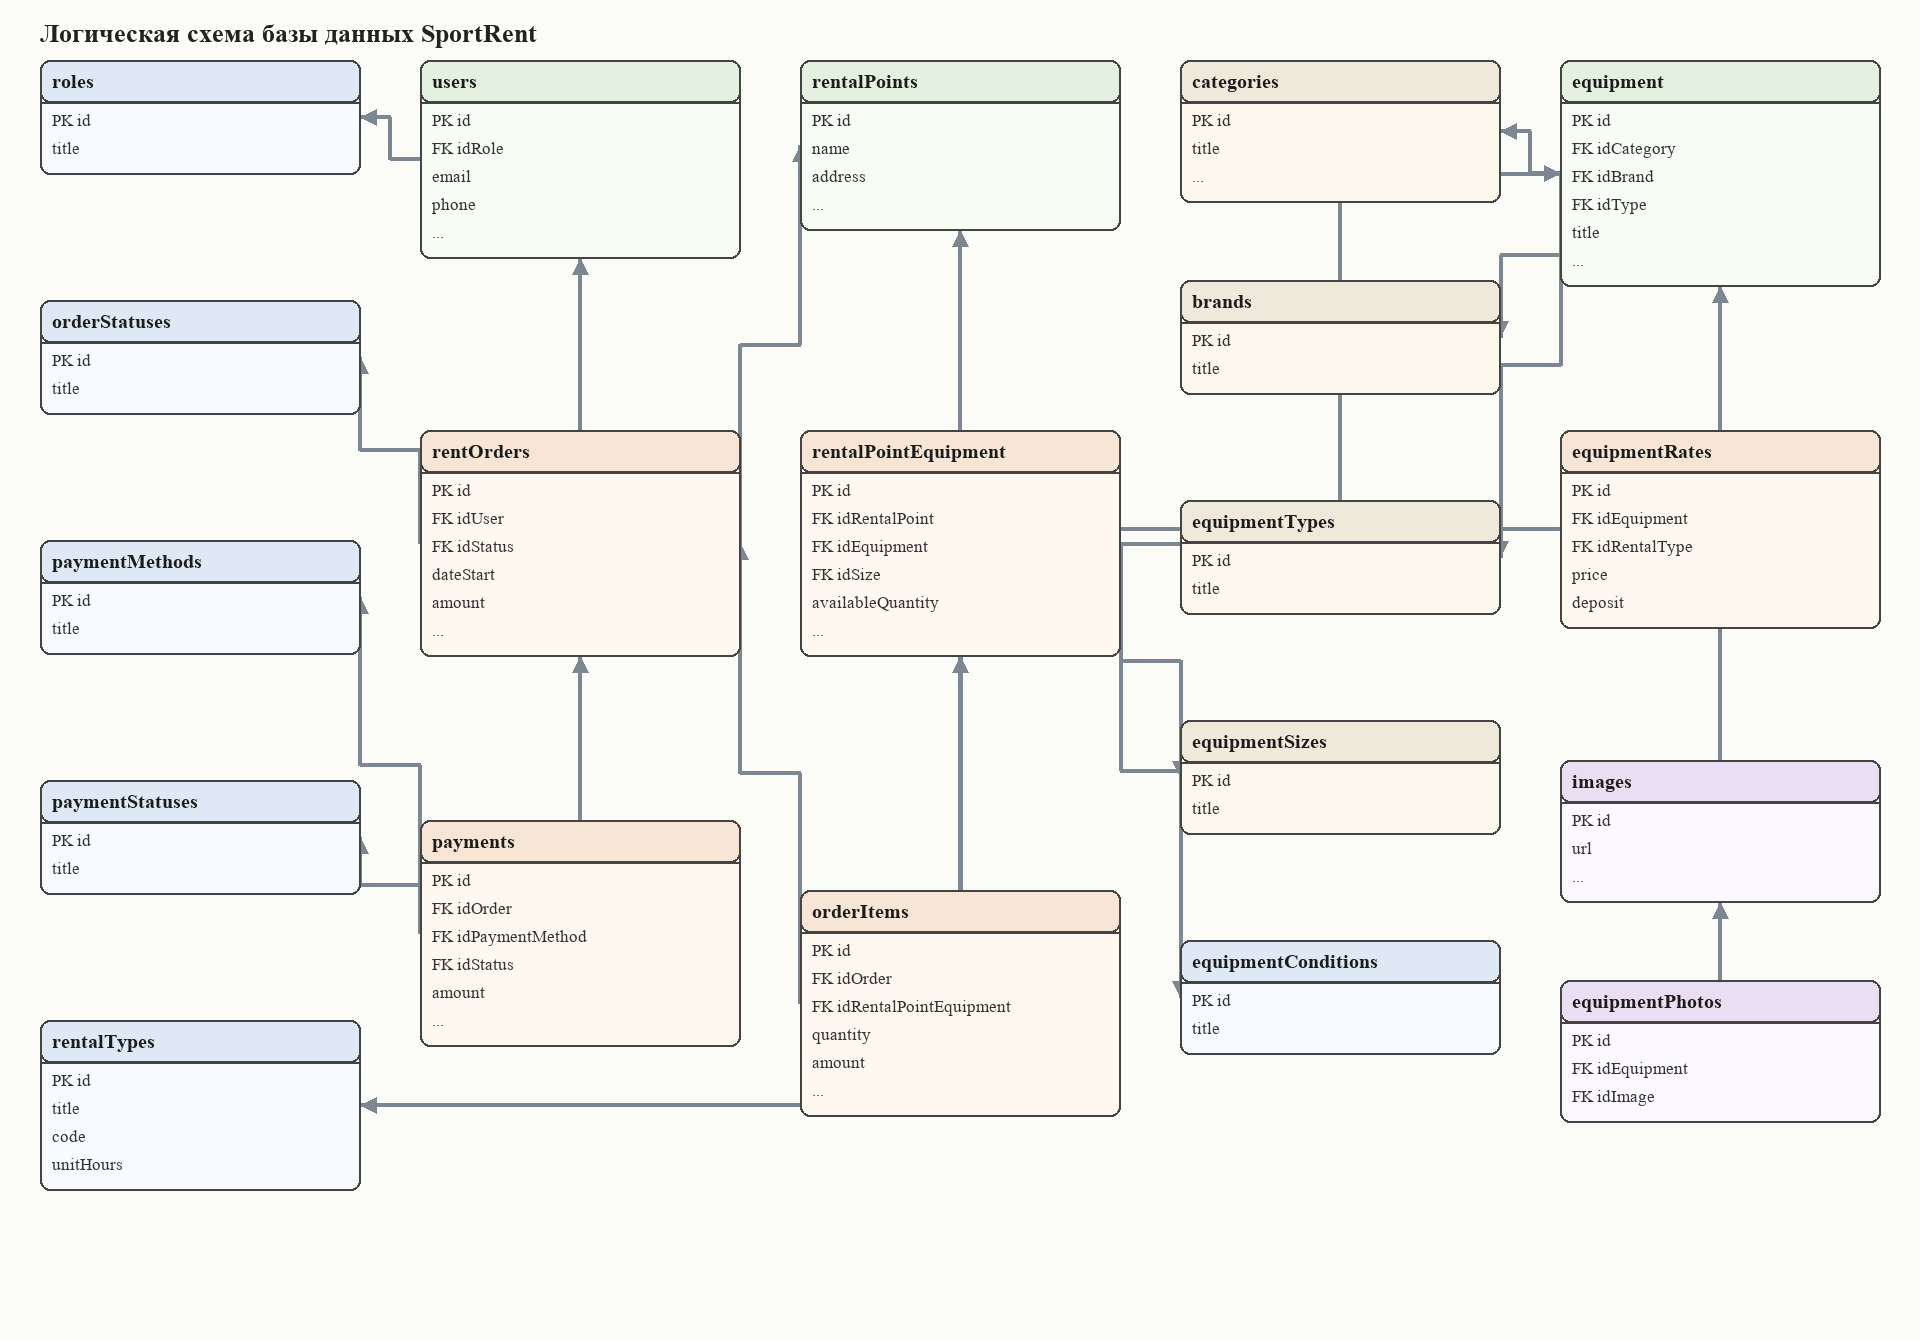 Логическая схема базы данных SportRent
roles
PK id
title
users
PK id
FK idRole
email
phone
...
rentalPoints
PK id
name
address
...
categories
PK id
title
...
equipment
PK id
FK idCategory
FK idBrand
FK idType
title
...
orderStatuses
PK id
title
brands
PK id
title
rentOrders
PK id
FK idUser
FK idStatus
dateStart
amount
...
rentalPointEquipment
PK id
FK idRentalPoint
FK idEquipment
FK idSize
availableQuantity
...
equipmentTypes
PK id
title
equipmentRates
PK id
FK idEquipment
FK idRentalType
price
deposit
paymentMethods
PK id
title
equipmentSizes
PK id
title
images
PK id
url
...
paymentStatuses
PK id
title
payments
PK id
FK idOrder
FK idPaymentMethod
FK idStatus
amount
...
orderItems
PK id
FK idOrder
FK idRentalPointEquipment
quantity
amount
...
equipmentConditions
PK id
title
equipmentPhotos
PK id
FK idEquipment
FK idImage
rentalTypes
PK id
title
code
unitHours